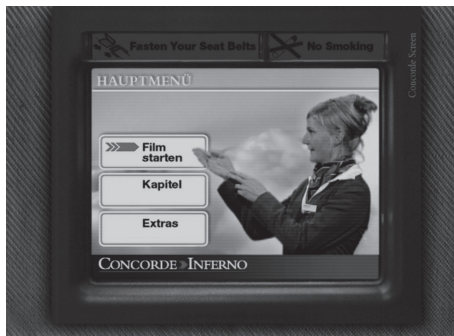 Fasten Your Seat Belts No Smoking
Concorde Screen
HAUPTMENÜ
Film
starten
Kapitel
Extras
CONCORDE INFERNO